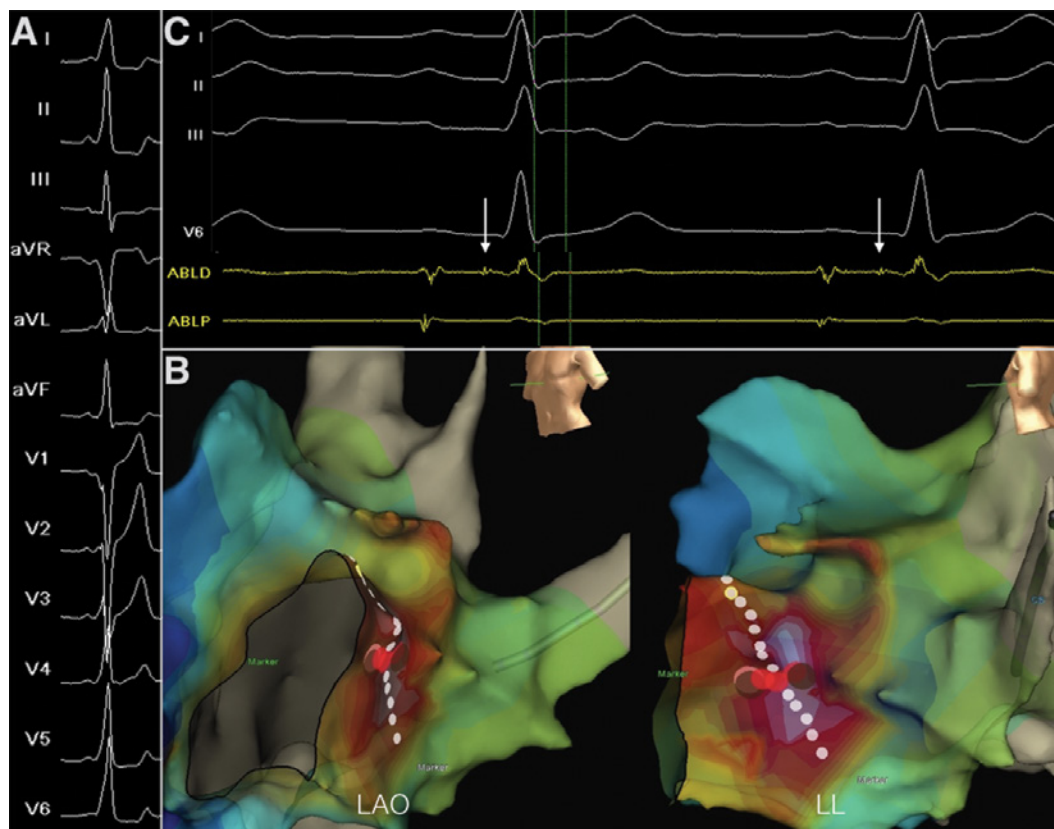 A
I
II
III
aVR
aVL
aVF
V1
V2
V3
V4
V5
V6
C
I
II
III
V6
ABLD
ABLP
B
Marker
Marker
LAO
Marker
Marker
LL